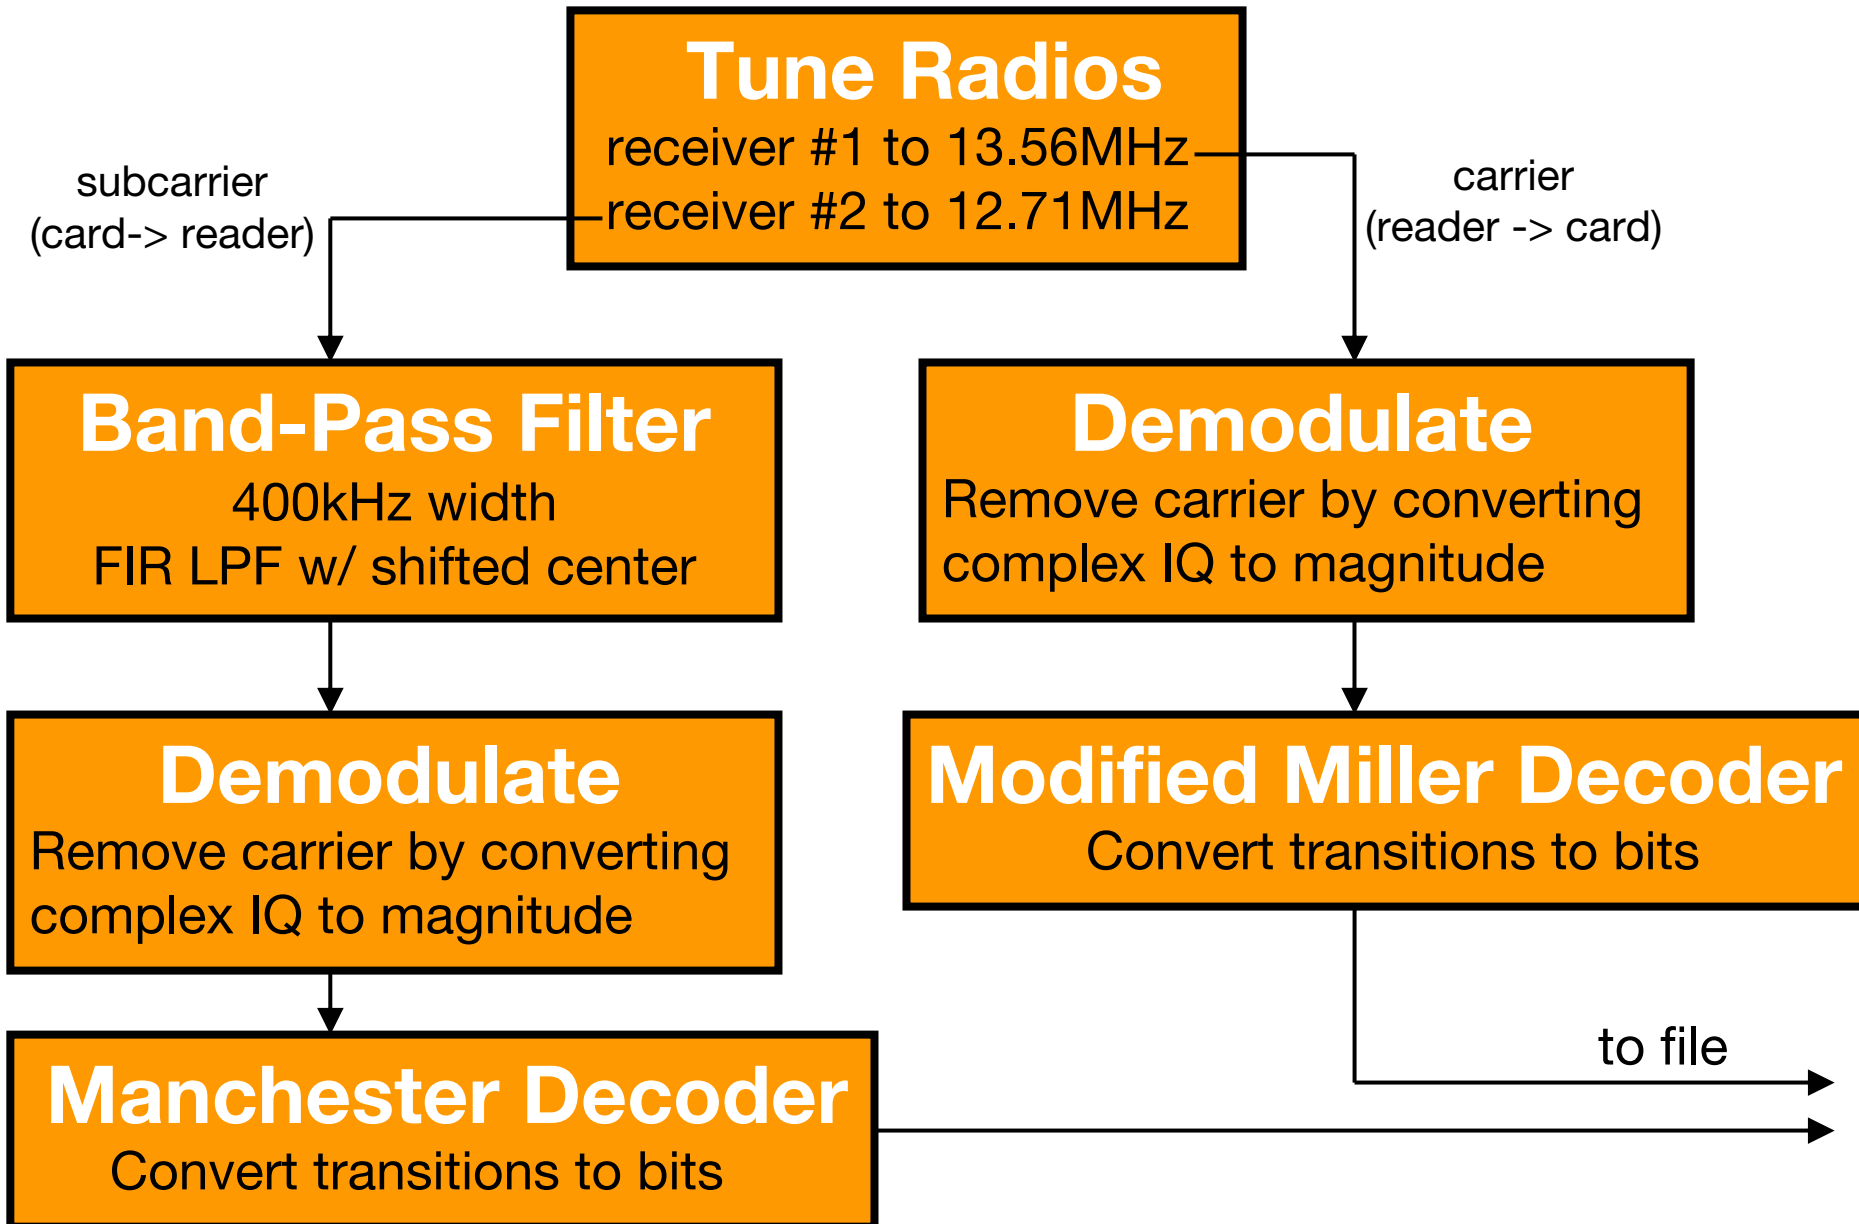 Tune Radios
receiver #1 to 13.56MHz
receiver #2 to 12.71MHz
subcarrier
(card-> reader)
carrier
(reader -> card)
Band-Pass Filter
400kHz width
FIR LPF w/ shifted center
Demodulate
Remove carrier by converting
complex IQ to magnitude
Demodulate
Remove carrier by converting
complex IQ to magnitude
Modified Miller Decoder
Convert transitions to bits
Manchester Decoder
Convert transitions to bits
to file